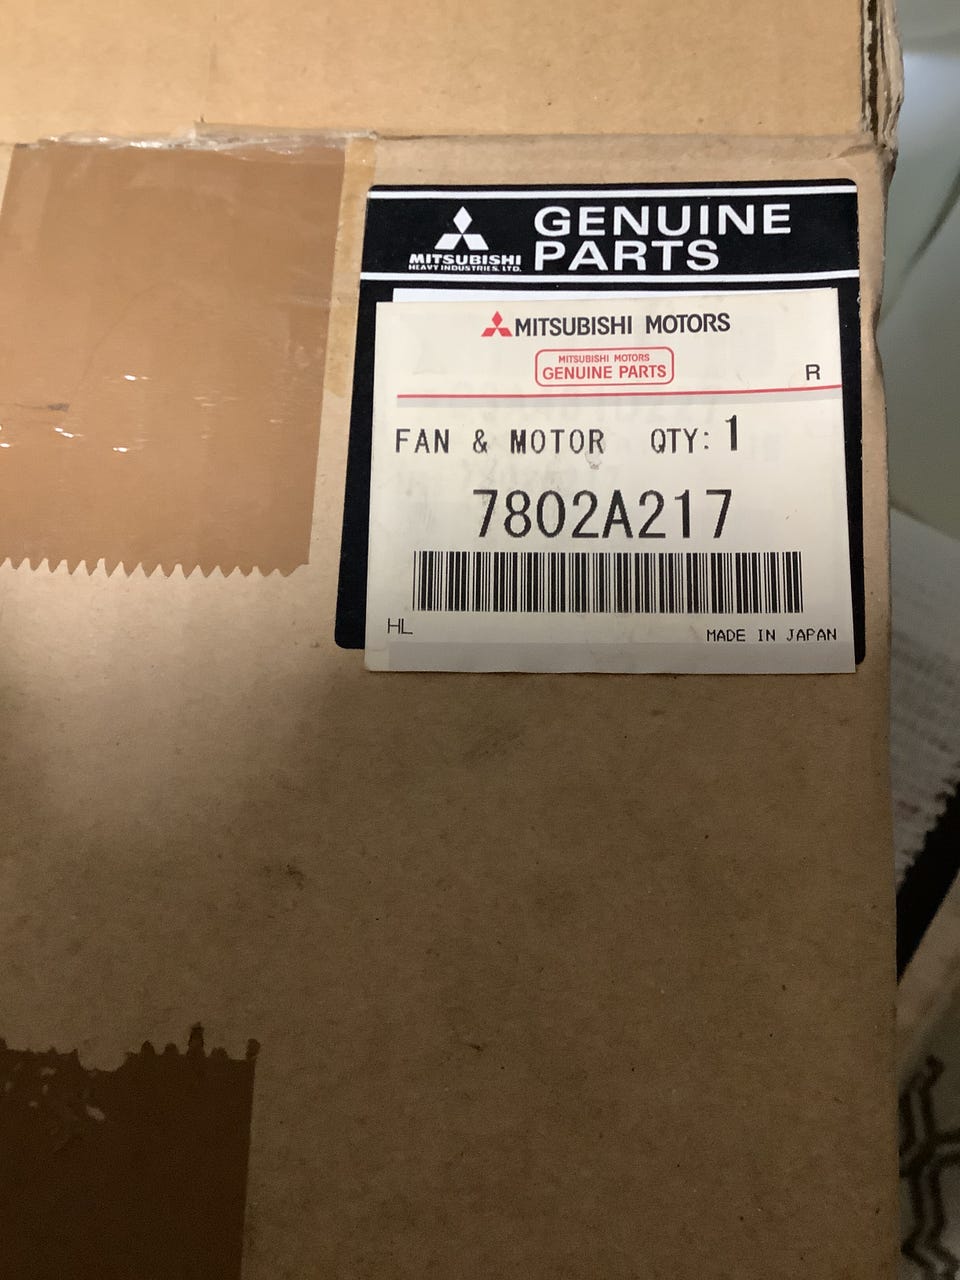 GENUINE
PARTS
MITSUBISHI
HEAVY INDUSTRIES, LTD.
MITSUBISHI MOTORS
MITSUBISHI MOTORS
GENUINE PARTS
R
FAN & MOTOR QTY: 1
7802A217
HL
MADE IN JAPAN